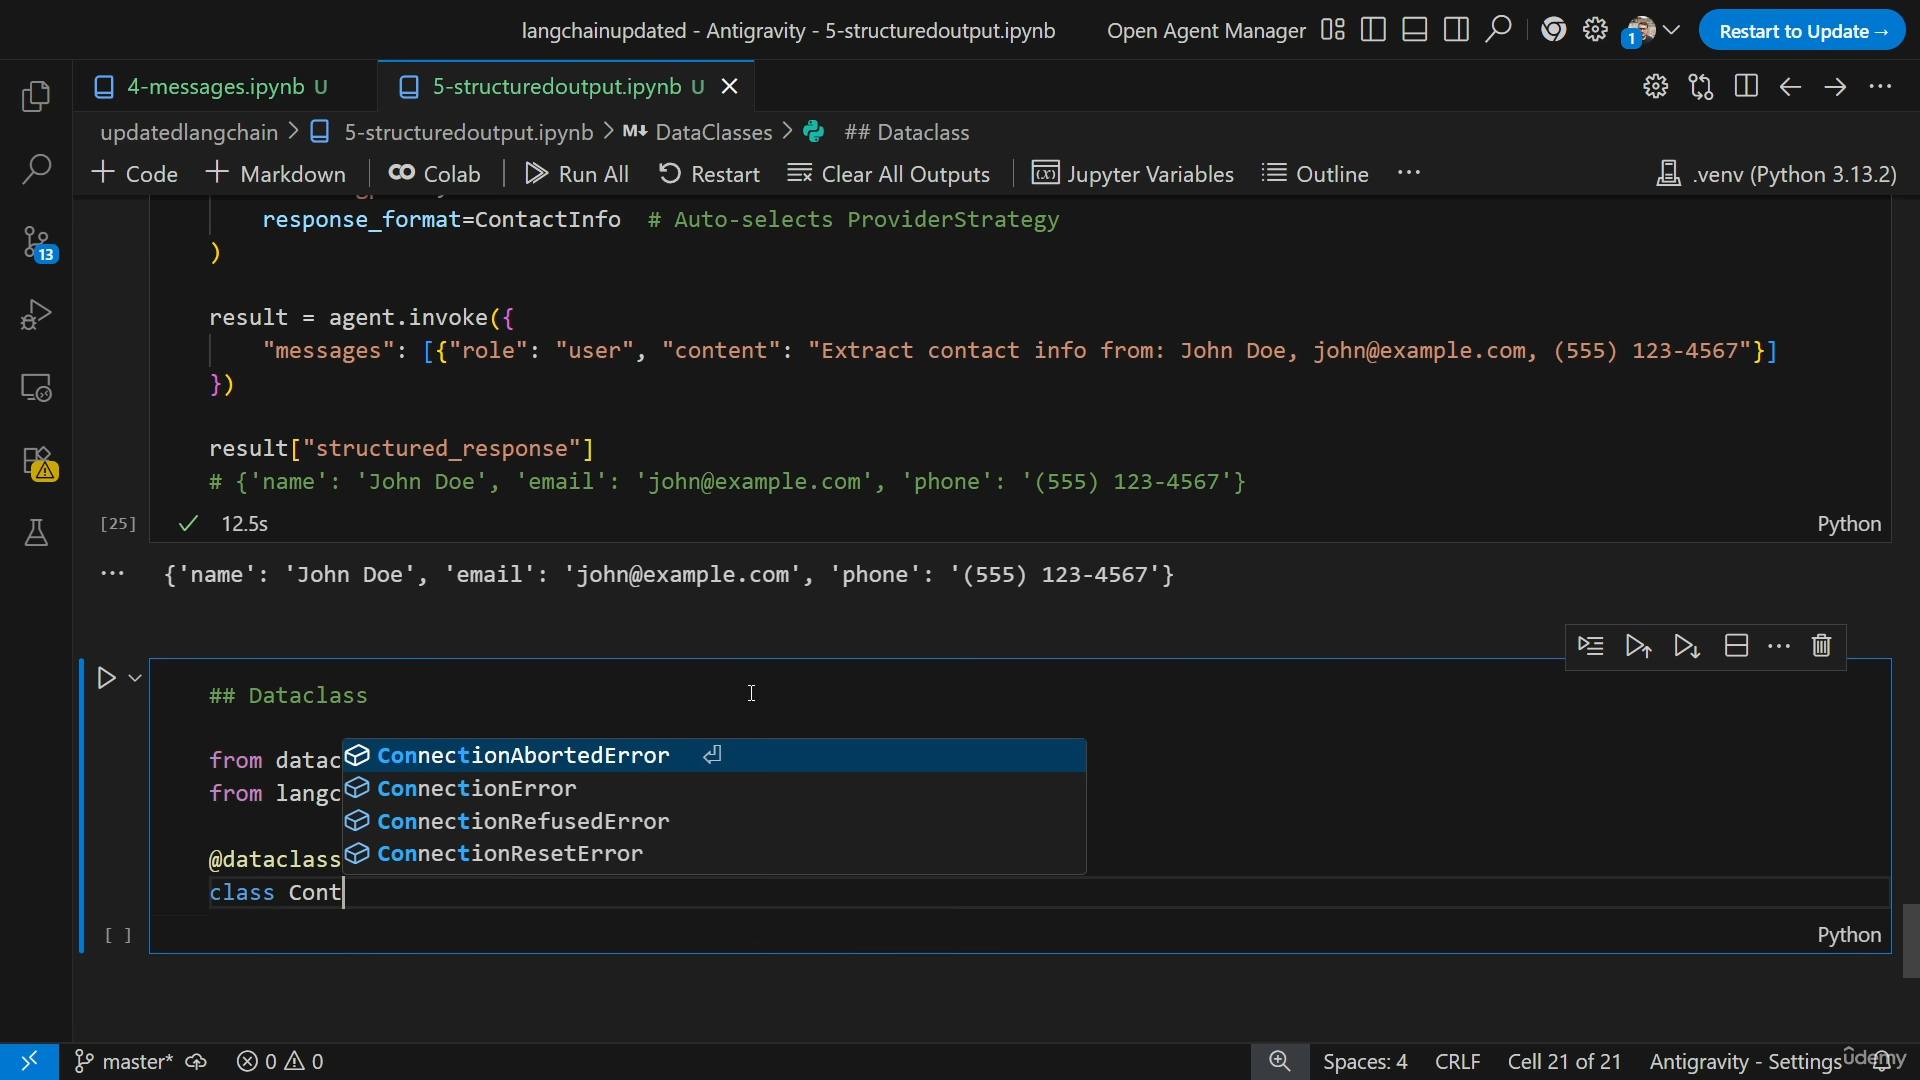 langchainupdated - Antigravity - 5-structuredoutput.ipynb Open Agent Manager 1 Restart to Update→
4-messages.ipynb U 5-structuredoutput.ipynb U
updatedlangchain > 5-structuredoutput.ipynb > M↓ DataClasses > ## Dataclass
+ Code + Markdown Colab Run All Restart Clear All Outputs Jupyter Variables Outline ... .venv (Python 3.13.2)
response_format=ContactInfo # Auto-selects ProviderStrategy
)
result = agent.invoke({
"messages": [{"role": "user", "content": "Extract contact info from: John Doe, john@example.com, (555) 123-4567"}]
})
result["structured_response"]
# {'name': 'John Doe', 'email': 'john@example.com', 'phone': '(555) 123-4567'}
[25] ✓ 12.5s Python
... {'name': 'John Doe', 'email': 'john@example.com', 'phone': '(555) 123-4567'}
## Dataclass
from datac ConnectionAbortedError
ConnectionError
from langc ConnectionRefusedError
ConnectionResetError
@dataclass
class Cont
[ ] Python
13
master* 0 0 Spaces: 4 CRLF Cell 21 of 21 Antigravity - Settings
ûdemy